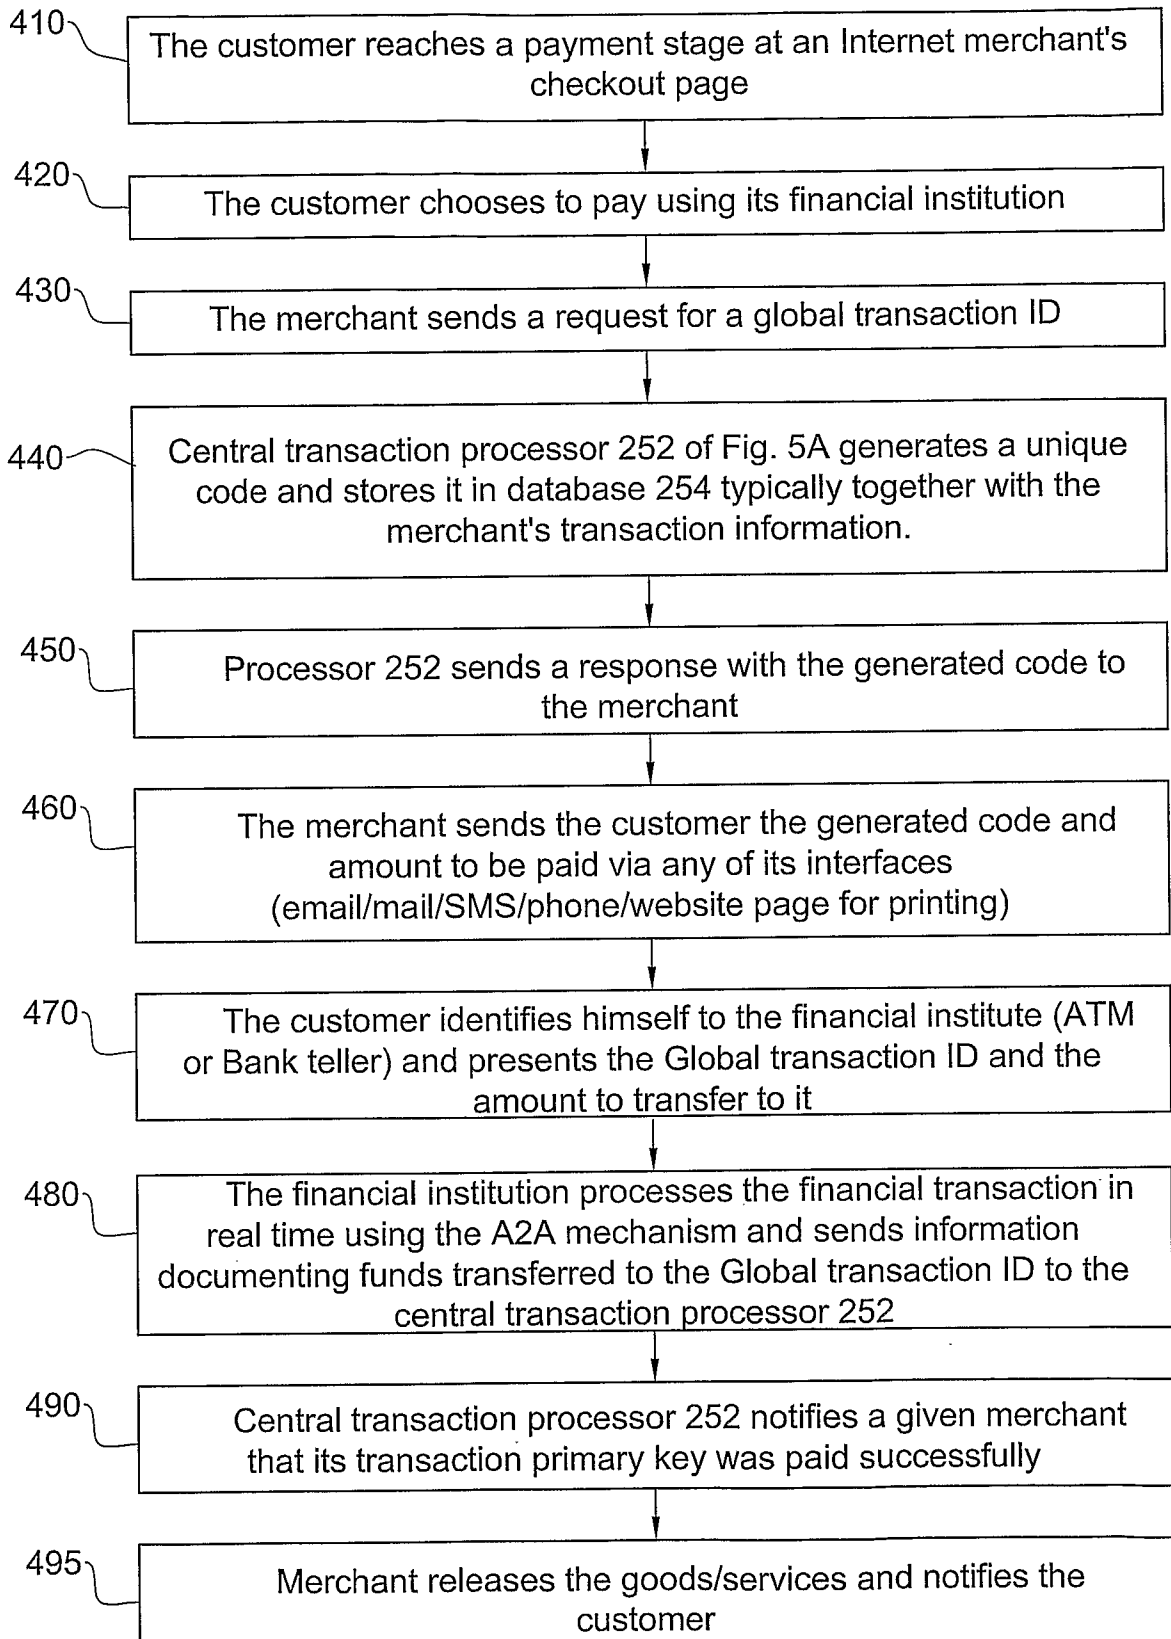 410
The customer reaches a payment stage at an Internet merchant's
checkout page
420
The customer chooses to pay using its financial institution
430
The merchant sends a request for a global transaction ID
440
Central transaction processor 252 of Fig. 5A generates a unique
code and stores it in database 254 typically together with the
merchant's transaction information.
450
Processor 252 sends a response with the generated code to
the merchant
460
The merchant sends the customer the generated code and
amount to be paid via any of its interfaces
(email/mail/SMS/phone/website page for printing)
470
The customer identifies himself to the financial institute (ATM
or Bank teller) and presents the Global transaction ID and the
amount to transfer to it
480
The financial institution processes the financial transaction in
real time using the A2A mechanism and sends information
documenting funds transferred to the Global transaction ID to the
central transaction processor 252
490
Central transaction processor 252 notifies a given merchant
that its transaction primary key was paid successfully
495
Merchant releases the goods/services and notifies the
customer